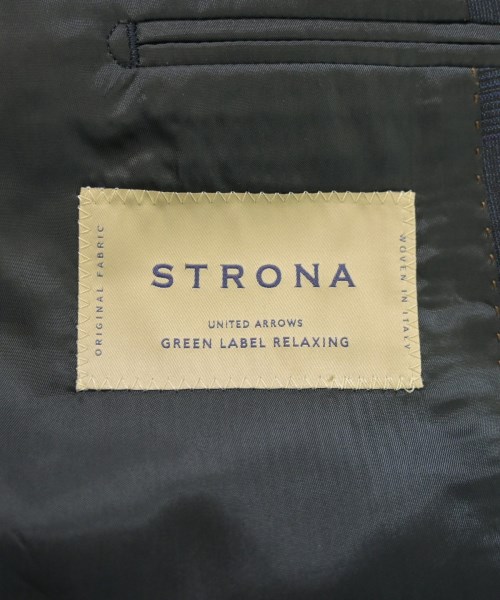 ORIGINAL FABRIC
STRONA
UNITED ARROWS
GREEN LABEL RELAXING
WOVEN IN ITALY